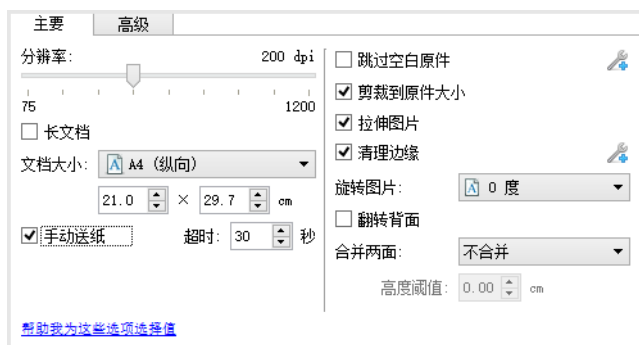 主要 高级
分辨率: 200 dpi
75 1200
长文档
文档大小: A4 (纵向)
21.0 × 29.7 cm
手动送纸 超时: 30 秒
帮助我为这些选项选择值
跳过空白原件
剪裁到原件大小
拉伸图片
清理边缘
旋转图片: 0 度
翻转背面
合并两面: 不合并
高度阈值: 0.00 cm